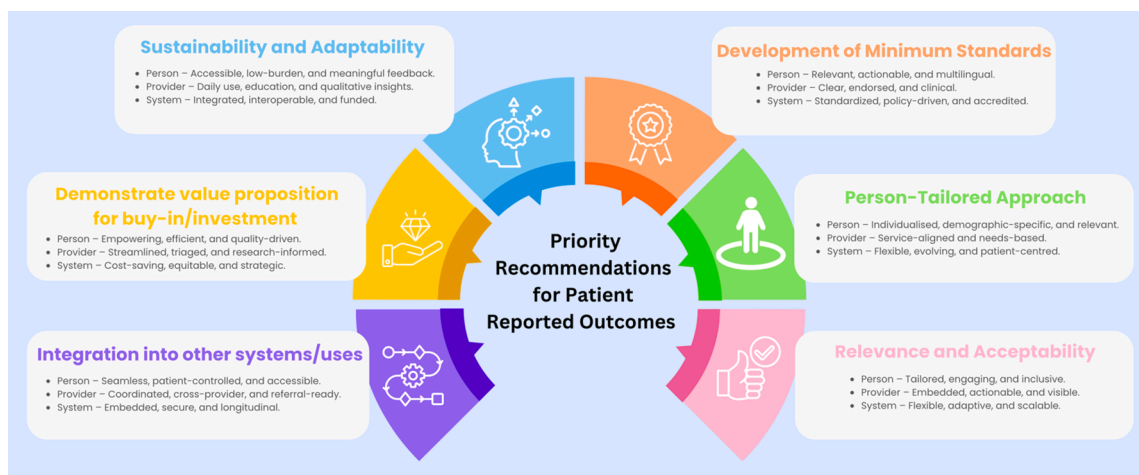 Sustainability and Adaptability
• Person – Accessible, low-burden, and meaningful feedback.
• Provider – Daily use, education, and qualitative insights.
• System – Integrated, interoperable, and funded.
Development of Minimum Standards
• Person – Relevant, actionable, and multilingual.
• Provider – Clear, endorsed, and clinical.
• System – Standardized, policy-driven, and accredited.
Demonstrate value proposition
for buy-in/investment
• Person – Empowering, efficient, and quality-driven.
• Provider – Streamlined, triaged, and research-informed.
• System – Cost-saving, equitable, and strategic.
Person-Tailored Approach
• Person – Individualised, demographic-specific, and relevant.
• Provider – Service-aligned and needs-based.
• System – Flexible, evolving, and patient-centred.
Priority
Recommendations
for Patient
Reported Outcomes
Integration into other systems/uses
• Person – Seamless, patient-controlled, and accessible.
• Provider – Coordinated, cross-provider, and referral-ready.
• System – Embedded, secure, and longitudinal.
Relevance and Acceptability
• Person – Tailored, engaging, and inclusive.
• Provider – Embedded, actionable, and visible.
• System – Flexible, adaptive, and scalable.